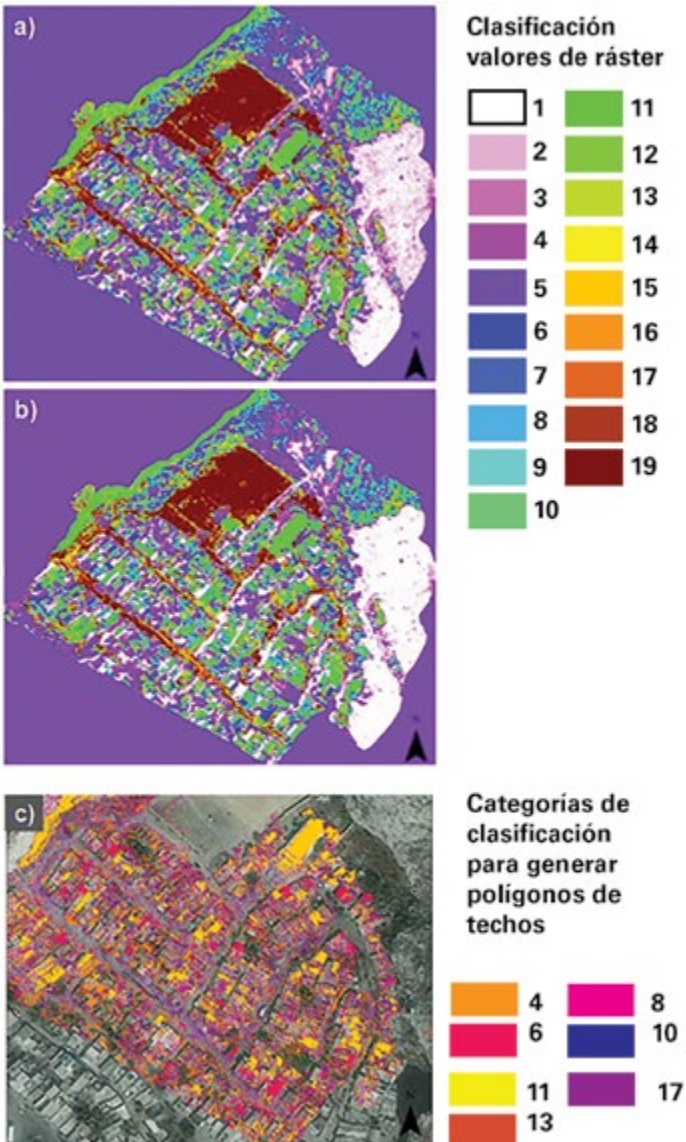 a)
Clasificación
valores de ráster
1 11
2 12
3 13
4 14
5 15
6 16
7 17
8 18
9 19
10
N
b)
N
c)
Categorías de
clasificación
para generar
polígonos de
techos
4 8
6 10
11 17
13
N